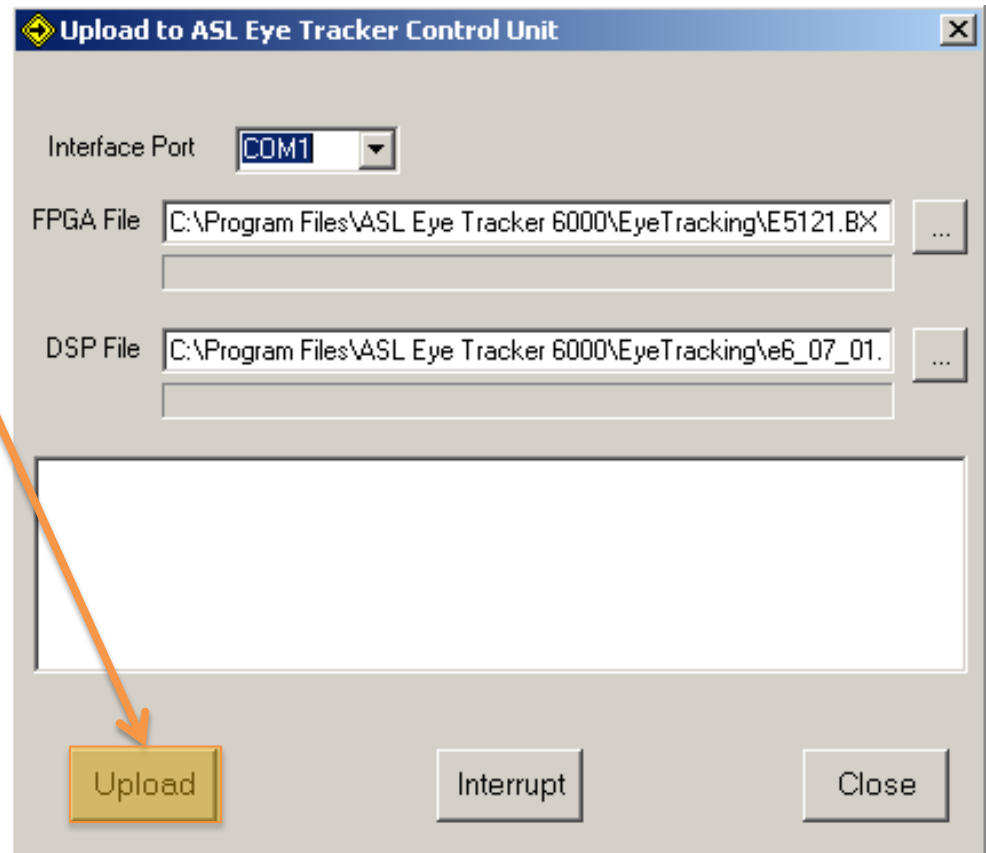 Upload to ASL Eye Tracker Control Unit
Interface Port COM1
FPGA File C:\Program Files\ASL Eye Tracker 6000\EyeTracking\E5121.BX ...
DSP File C:\Program Files\ASL Eye Tracker 6000\EyeTracking\e6_07_01. ...
Upload Interrupt Close